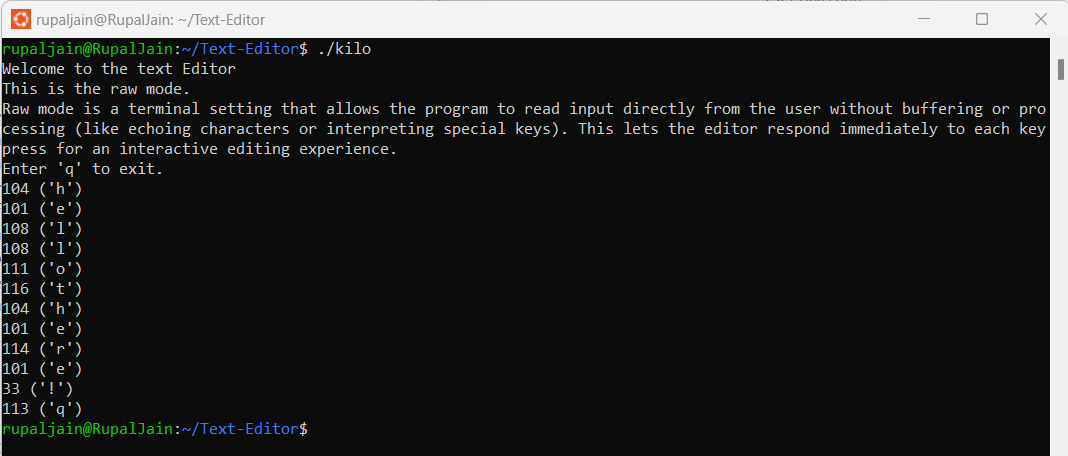 rupaljain@RupalJain: ~/Text-Editor
rupaljain@RupalJain:~/Text-Editor$ ./kilo
Welcome to the text Editor
This is the raw mode.
Raw mode is a terminal setting that allows the program to read input directly from the user without buffering or pro
cessing (like echoing characters or interpreting special keys). This lets the editor respond immediately to each key
press for an interactive editing experience.
Enter 'q' to exit.
104 ('h')
101 ('e')
108 ('l')
108 ('l')
111 ('o')
116 ('t')
104 ('h')
101 ('e')
114 ('r')
101 ('e')
33 ('!')
113 ('q')
rupaljain@RupalJain:~/Text-Editor$